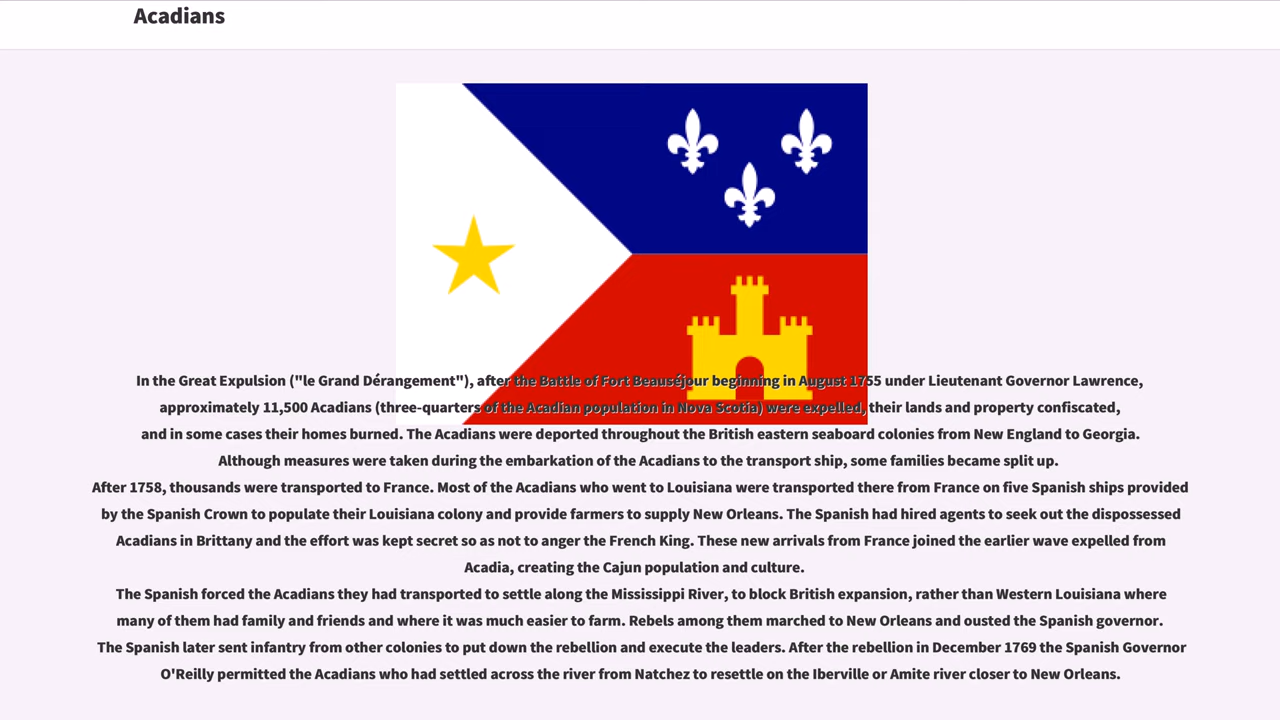 Acadians
In the Great Expulsion ("le Grand Dérangement"), after the Battle of Fort Beauséjour beginning in August 1755 under Lieutenant Governor Lawrence,
approximately 11,500 Acadians (three-quarters of the Acadian population in Nova Scotia) were expelled, their lands and property confiscated,
and in some cases their homes burned. The Acadians were deported throughout the British eastern seaboard colonies from New England to Georgia.
Although measures were taken during the embarkation of the Acadians to the transport ship, some families became split up.
After 1758, thousands were transported to France. Most of the Acadians who went to Louisiana were transported there from France on five Spanish ships provided
by the Spanish Crown to populate their Louisiana colony and provide farmers to supply New Orleans. The Spanish had hired agents to seek out the dispossessed
Acadians in Brittany and the effort was kept secret so as not to anger the French King. These new arrivals from France joined the earlier wave expelled from
Acadia, creating the Cajun population and culture.
The Spanish forced the Acadians they had transported to settle along the Mississippi River, to block British expansion, rather than Western Louisiana where
many of them had family and friends and where it was much easier to farm. Rebels among them marched to New Orleans and ousted the Spanish governor.
The Spanish later sent infantry from other colonies to put down the rebellion and execute the leaders. After the rebellion in December 1769 the Spanish Governor
O'Reilly permitted the Acadians who had settled across the river from Natchez to resettle on the Iberville or Amite river closer to New Orleans.